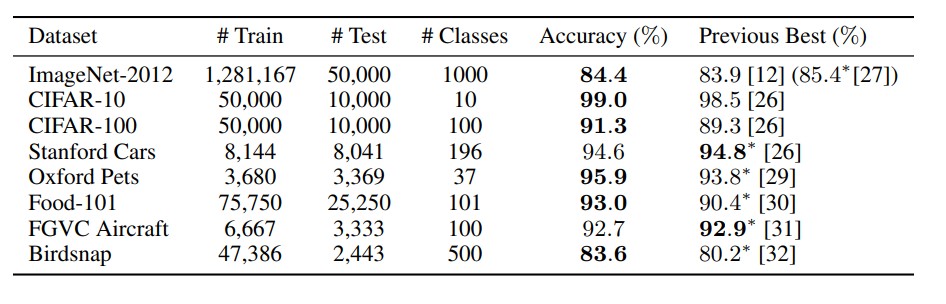 Dataset # Train # Test # Classes Accuracy (%) Previous Best (%)
ImageNet-2012 1,281,167 50,000 1000 84.4 83.9 [12] (85.4* [27])
CIFAR-10 50,000 10,000 10 99.0 98.5 [26]
CIFAR-100 50,000 10,000 100 91.3 89.3 [26]
Stanford Cars 8,144 8,041 196 94.6 94.8* [26]
Oxford Pets 3,680 3,369 37 95.9 93.8* [29]
Food-101 75,750 25,250 101 93.0 90.4* [30]
FGVC Aircraft 6,667 3,333 100 92.7 92.9* [31]
Birdsnap 47,386 2,443 500 83.6 80.2* [32]